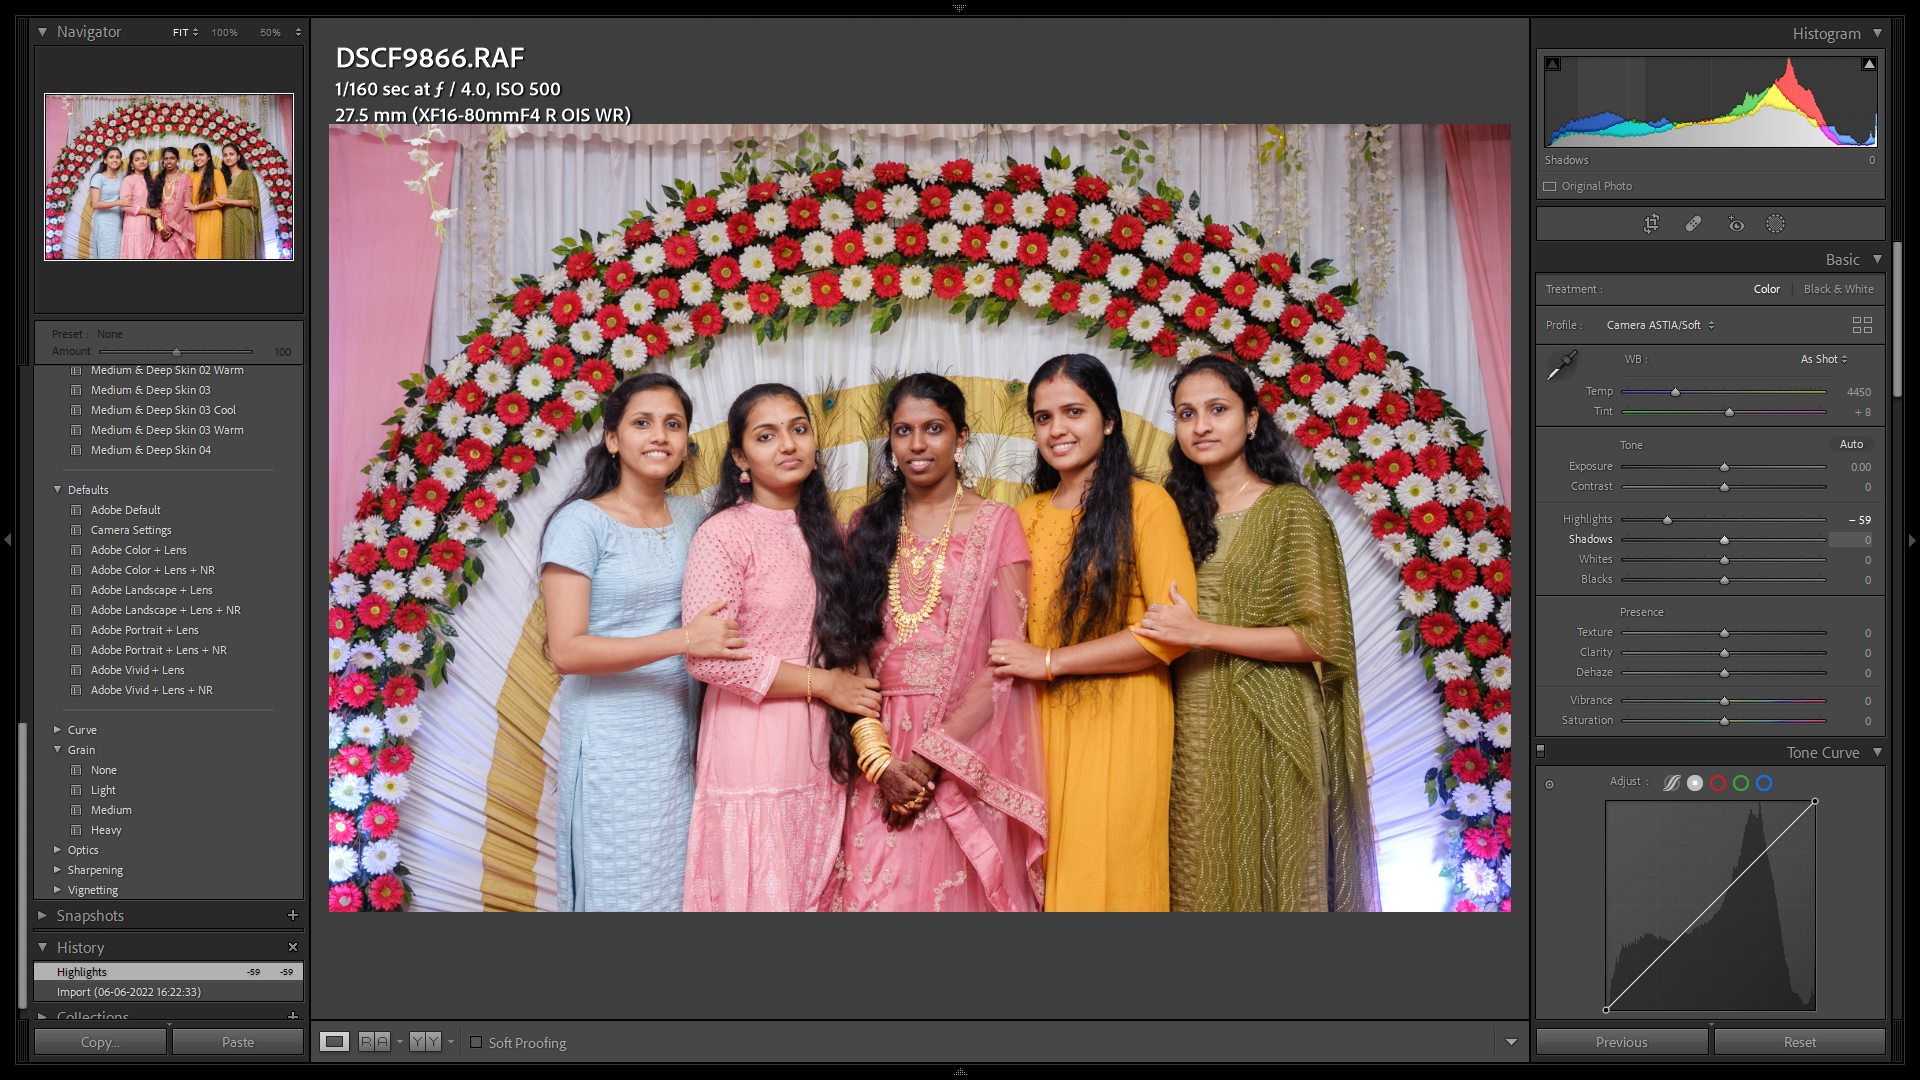 Navigator
FIT 100% 50%
Preset : None
Amount 100
Medium & Deep Skin 02 Warm
Medium & Deep Skin 03
Medium & Deep Skin 03 Cool
Medium & Deep Skin 03 Warm
Medium & Deep Skin 04
Defaults
Adobe Default
Camera Settings
Adobe Color + Lens
Adobe Color + Lens + NR
Adobe Landscape + Lens
Adobe Landscape + Lens + NR
Adobe Portrait + Lens
Adobe Portrait + Lens + NR
Adobe Vivid + Lens
Adobe Vivid + Lens + NR
Curve
Grain
None
Light
Medium
Heavy
Optics
Sharpening
Vignetting
Snapshots +
History ×
Highlights -59 -59
Import (06-06-2022 16:22:33)
Collections +
Copy... Paste
DSCF9866.RAF
1/160 sec at ƒ / 4.0, ISO 500
27.5 mm (XF16-80mmF4 R OIS WR)
R A Y Y Soft Proofing
Histogram
Shadows 0
Original Photo
Basic
Treatment : Color Black & White
Profile : Camera ASTIA/Soft
WB : As Shot
Temp 4450
Tint + 8
Tone Auto
Exposure 0.00
Contrast 0
Highlights – 59
Shadows 0
Whites 0
Blacks 0
Presence
Texture 0
Clarity 0
Dehaze 0
Vibrance 0
Saturation 0
Tone Curve
Adjust :
Previous Reset